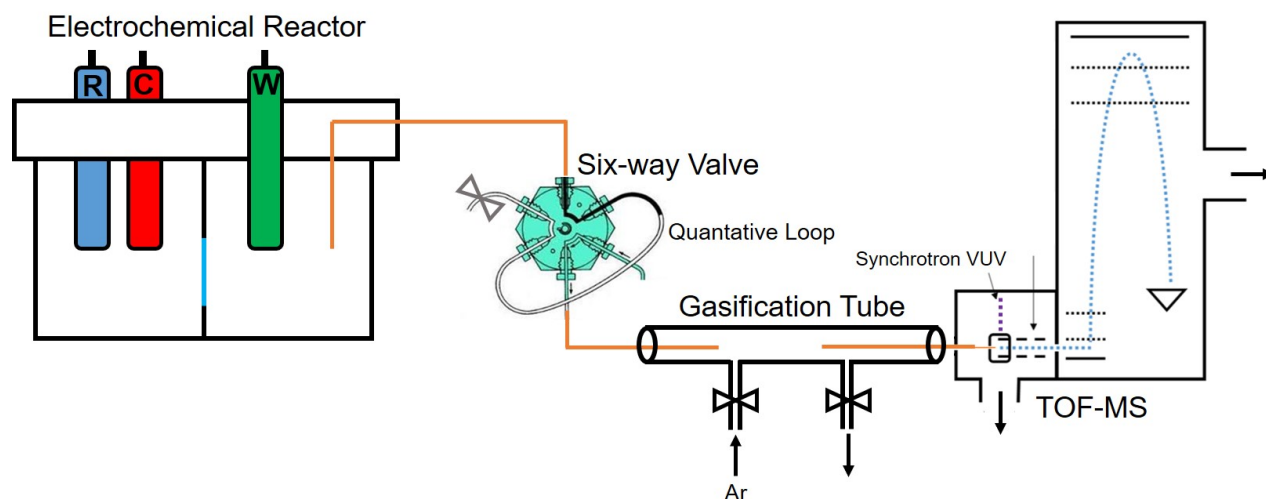 Electrochemical Reactor
R
C
W
Six-way Valve
Quantative Loop
Synchrotron VUV
Gasification Tube
TOF-MS
Ar